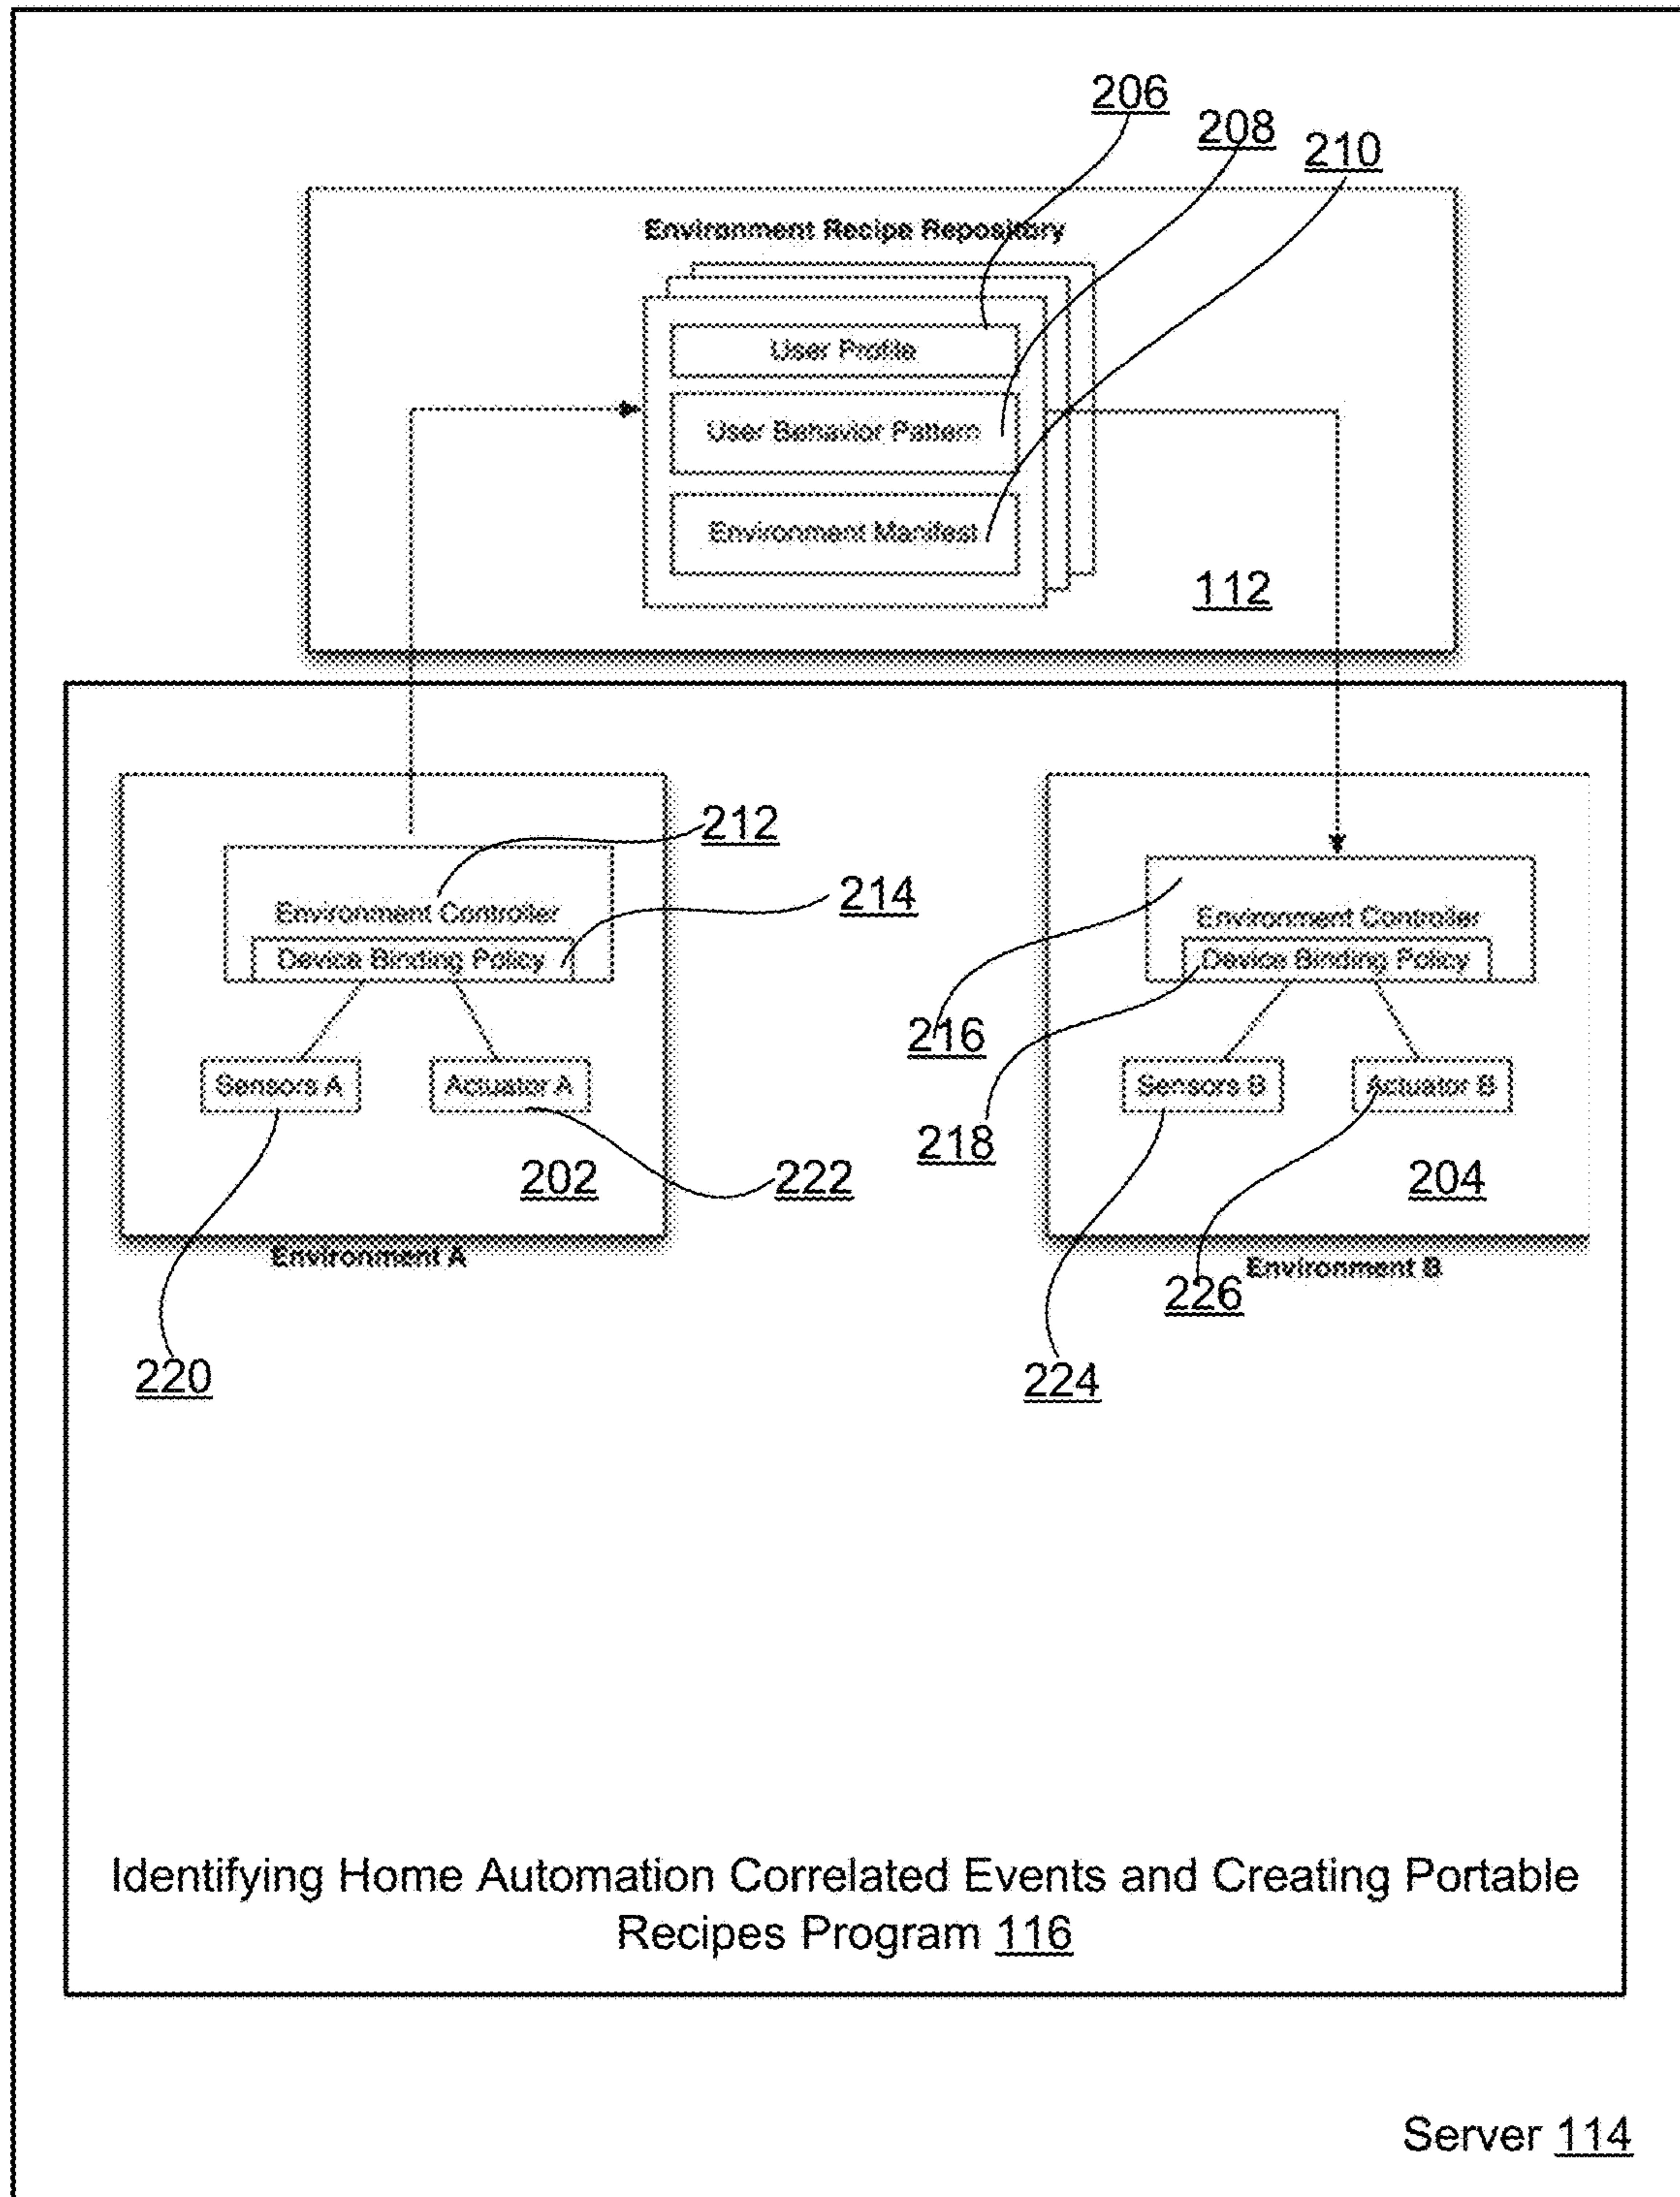 206
208
210
Environment Recipe Repository
User Profile
User Behavior Pattern
Environment Manifest
112
212
214
Environment Controller
Device Binding Policy
Sensors A
Actuator A
202
222
Environment A
220
Environment Controller
Device Binding Policy
216
218
Sensors B
Actuator B
204
226
Environment B
224
Identifying Home Automation Correlated Events and Creating Portable
Recipes Program 116
Server 114